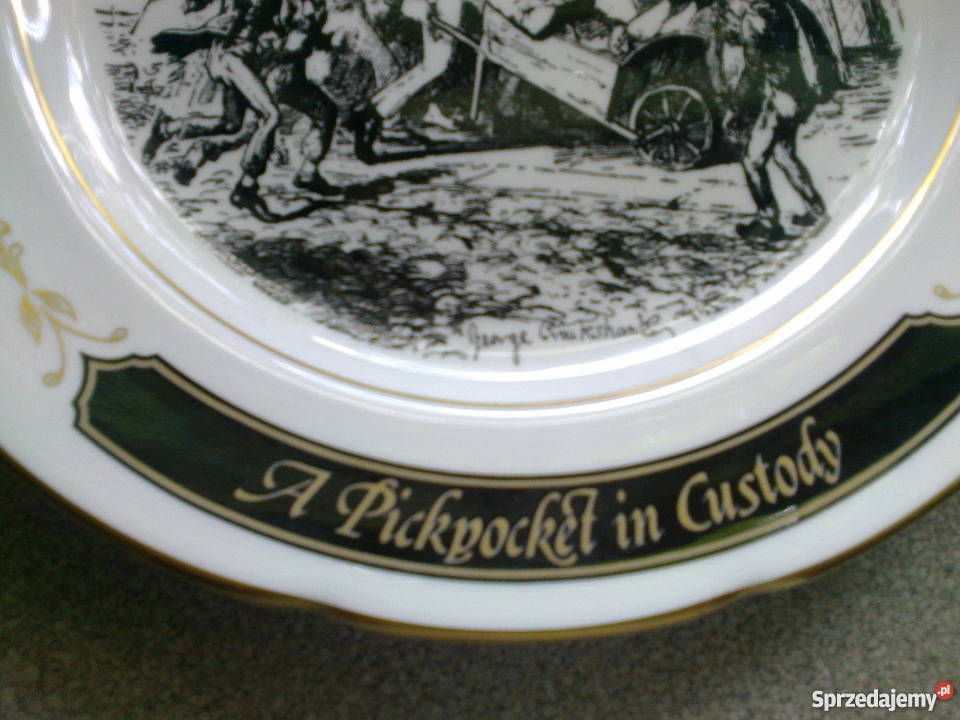 George Cruikshank
A Pickpocket in Custody
Sprzedajemy.pl